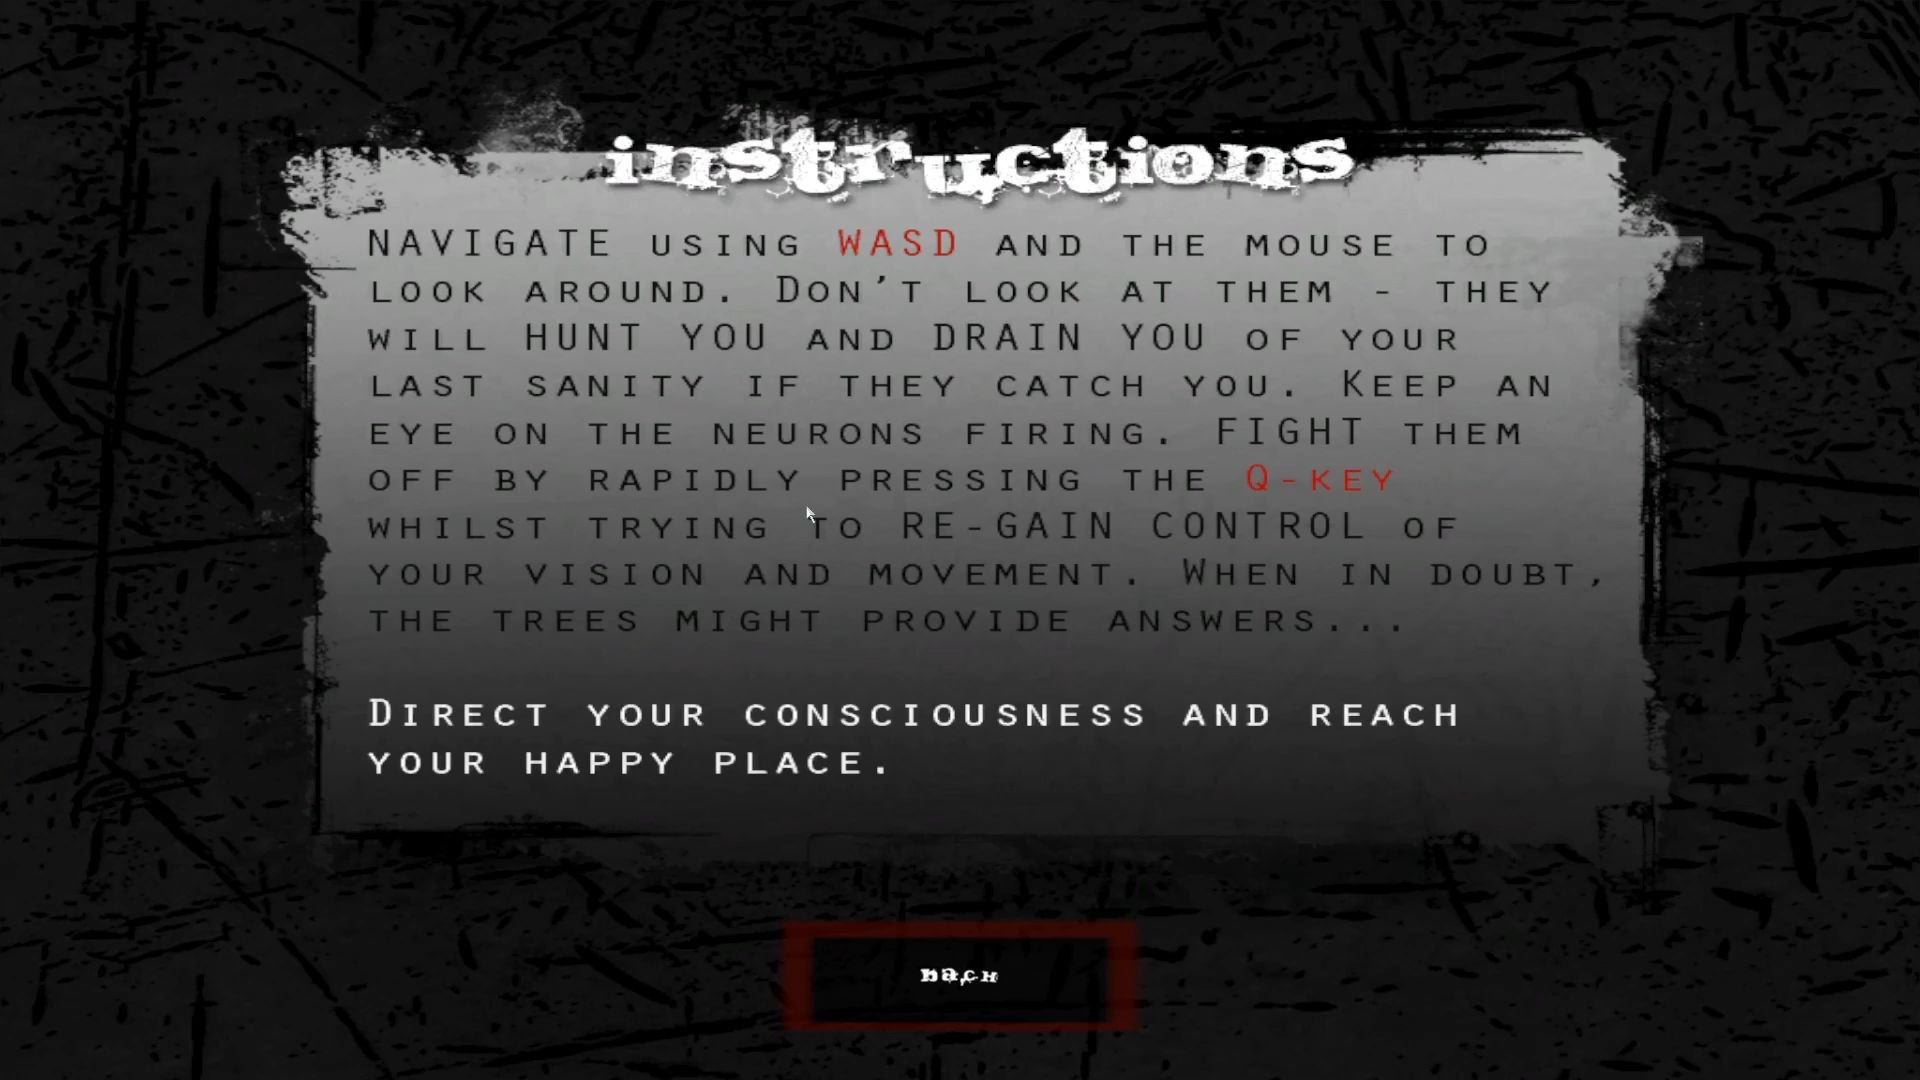 instructions
NAVIGATE USING WASD AND THE MOUSE TO
LOOK AROUND. DON'T LOOK AT THEM - THEY
WILL HUNT YOU AND DRAIN YOU OF YOUR
LAST SANITY IF THEY CATCH YOU. KEEP AN
EYE ON THE NEURONS FIRING. FIGHT THEM
OFF BY RAPIDLY PRESSING THE Q-KEY
WHILST TRYING TO RE-GAIN CONTROL OF
YOUR VISION AND MOVEMENT. WHEN IN DOUBT,
THE TREES MIGHT PROVIDE ANSWERS...
DIRECT YOUR CONSCIOUSNESS AND REACH
YOUR HAPPY PLACE.
BACK